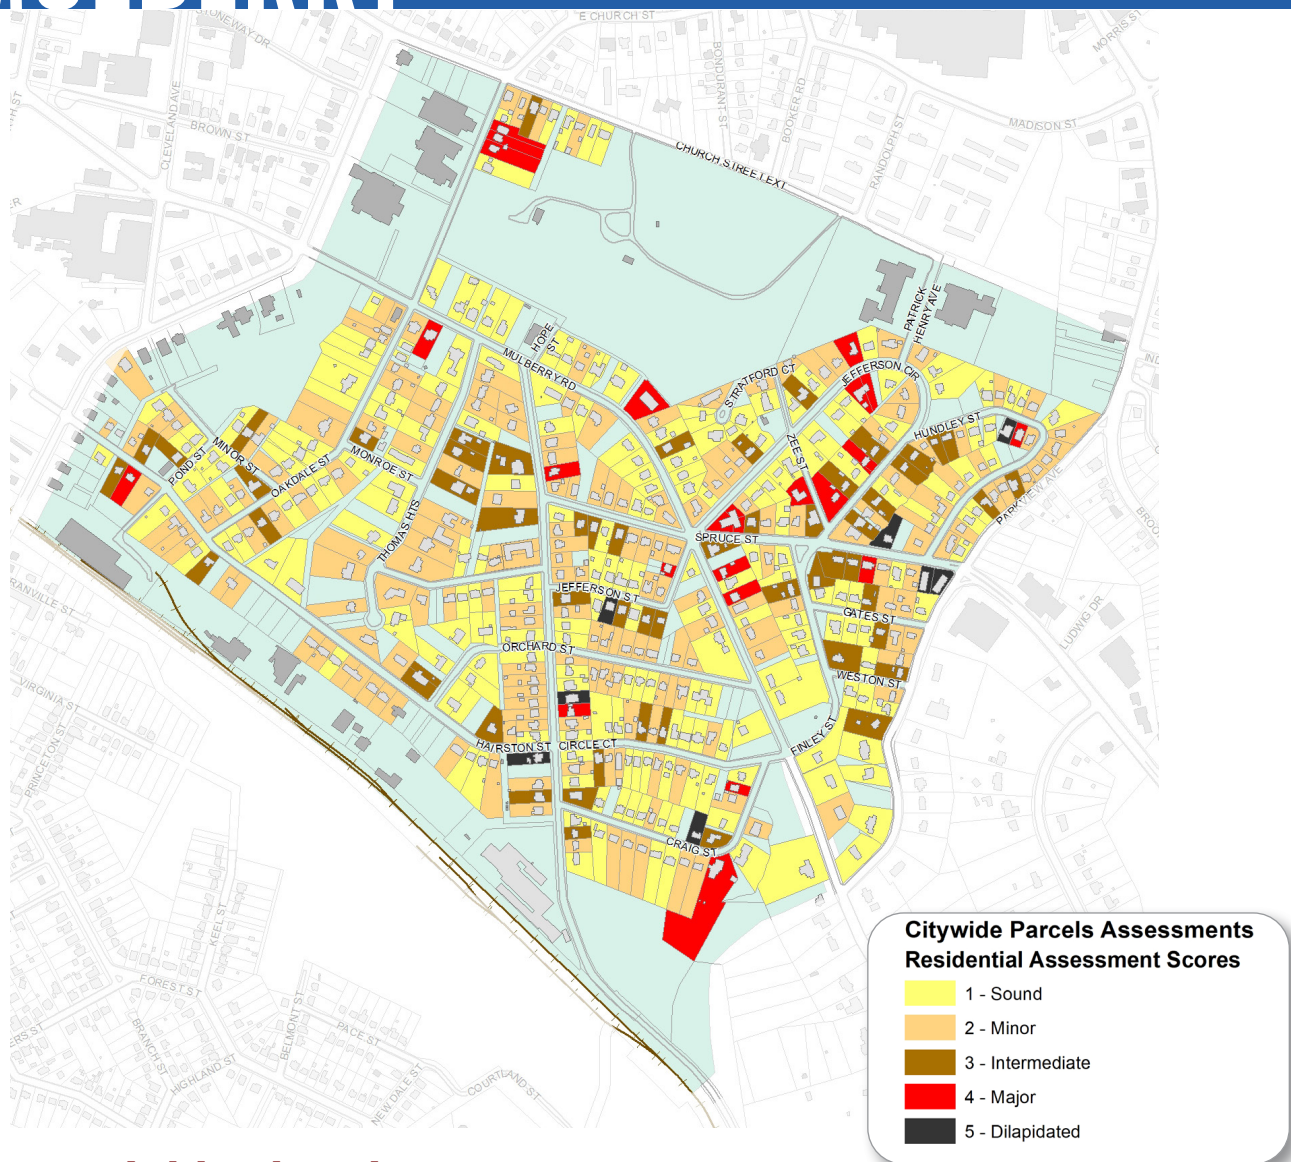 E CHURCH ST
MORRIS ST
BONDURANT ST
BOOKER RD
CLEVELAND AVE
BROWN ST
MADISON ST
RANDOLPH ST
CHURCH STREET EXT
PATRICK
HENRY AVE
HOPE
ST
MULBERRY RD
STRATFORD CT
JEFFERSON CIR
HUNDLEY ST
ZEE ST
MINOR ST
POND ST
OAKDALE ST
MONROE ST
PARKVIEW AVE
THOMAS HTS
SPRUCE ST
JEFFERSON ST
GATES ST
LUDWIG DR
ORCHARD ST
WESTON ST
VIRGINIA ST
PRINCETON ST
FINLEY ST
HAIRSTON ST
CIRCLE CT
CRAIG ST
KEEL ST
FOREST ST
BRANCH ST
BELMONT ST
PACE ST
HIGHLAND ST
NEW DALE ST
COURTLAND ST
Citywide Parcels Assessments
Residential Assessment Scores
1 - Sound
2 - Minor
3 - Intermediate
4 - Major
5 - Dilapidated